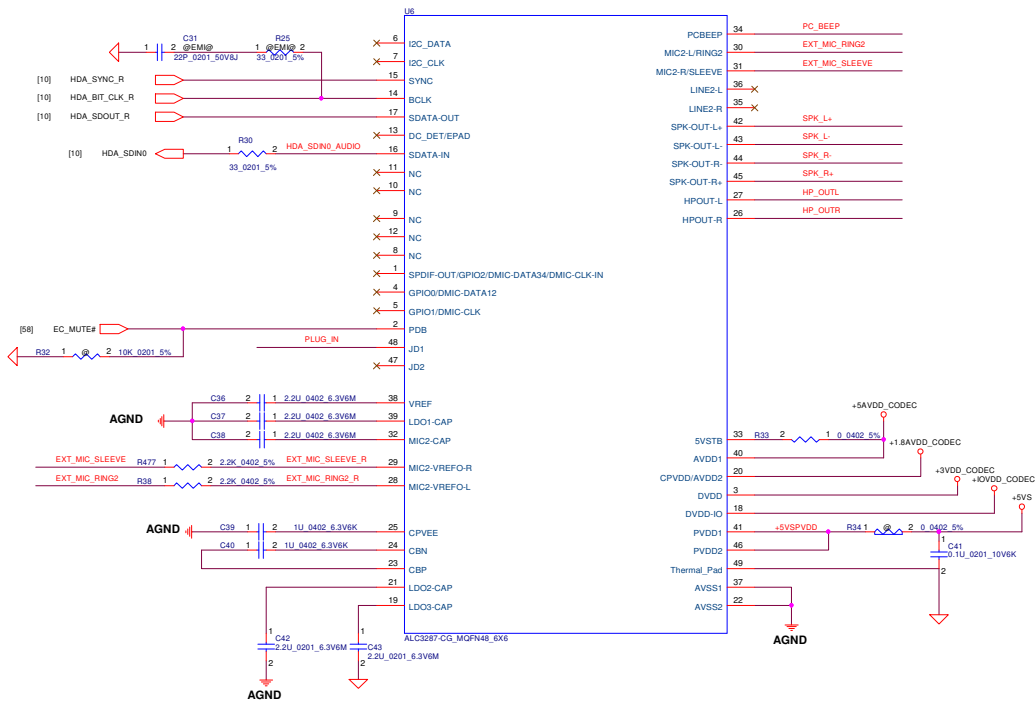 U6
C31 R25
1 2 @EMI@ 1 @EMI@ 2
22P_0201_50V8J 33_0201_5%
[10] HDA_SYNC_R
[10] HDA_BIT_CLK_R
[10] HDA_SDOUT_R
R30
[10] HDA_SDIN0 1 2 HDA_SDIN0_AUDIO
33_0201_5%
[58] EC_MUTE#
R32 1 @ 2 10K_0201_5%
PLUG_IN
C36 2 1 2.2U_0402_6.3V6M
AGND C37 2 1 2.2U_0402_6.3V6M
C38 2 1 2.2U_0402_6.3V6M
EXT_MIC_SLEEVE R477 1 2 2.2K_0402_5% EXT_MIC_SLEEVE_R
EXT_MIC_RING2 R38 1 2 2.2K_0402_5% EXT_MIC_RING2_R
AGND C39 1 2 1U_0402_6.3V6K
C40 1 2 1U_0402_6.3V6K
1
C42
2.2U_0201_6.3V6M
2
AGND
1
C43
2.2U_0201_6.3V6M
2
6 I2C_DATA
7 I2C_CLK
15 SYNC
14 BCLK
17 SDATA-OUT
13 DC_DET/EPAD
16 SDATA-IN
11 NC
10 NC
9 NC
12 NC
8 NC
1 SPDIF-OUT/GPIO2/DMIC-DATA34/DMIC-CLK-IN
4 GPIO0/DMIC-DATA12
5 GPIO1/DMIC-CLK
2 PDB
48 JD1
47 JD2
38 VREF
39 LDO1-CAP
32 MIC2-CAP
29 MIC2-VREFO-R
28 MIC2-VREFO-L
25 CPVEE
24 CBN
23 CBP
21 LDO2-CAP
19 LDO3-CAP
ALC3287-CG_MQFN48_6X6
PCBEEP 34 PC_BEEP
MIC2-L/RING2 30 EXT_MIC_RING2
MIC2-R/SLEEVE 31 EXT_MIC_SLEEVE
LINE2-L 36
LINE2-R 35
SPK-OUT-L+ 42 SPK_L+
SPK-OUT-L- 43 SPK_L-
SPK-OUT-R- 44 SPK_R-
SPK-OUT-R+ 45 SPK_R+
HPOUT-L 27 HP_OUTL
HPOUT-R 26 HP_OUTR
+5AVDD_CODEC
5VSTB 33 R33 2 1 0_0402_5%
AVDD1 40 +1.8AVDD_CODEC
CPVDD/AVDD2 20 +3VDD_CODEC
DVDD 3 +IOVDD_CODEC
DVDD-IO 18 +5VS
PVDD1 41 +5VSPVDD R34 1 @ 2 0_0402_5%
PVDD2 46
1
C41
0.1U_0201_10V6K
2
Thermal_Pad 49
AVSS1 37
AVSS2 22
AGND